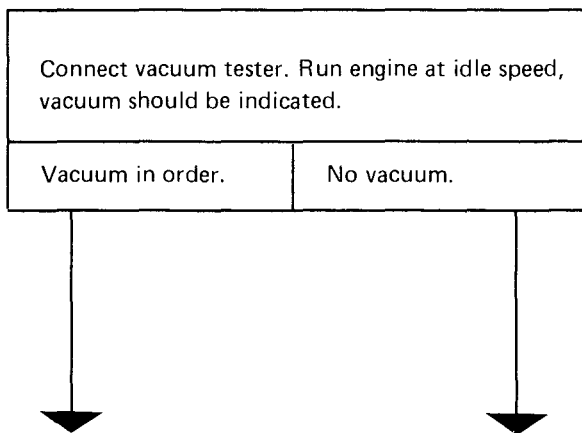 Connect vacuum tester. Run engine at idle speed,
vacuum should be indicated.
Vacuum in order.
No vacuum.